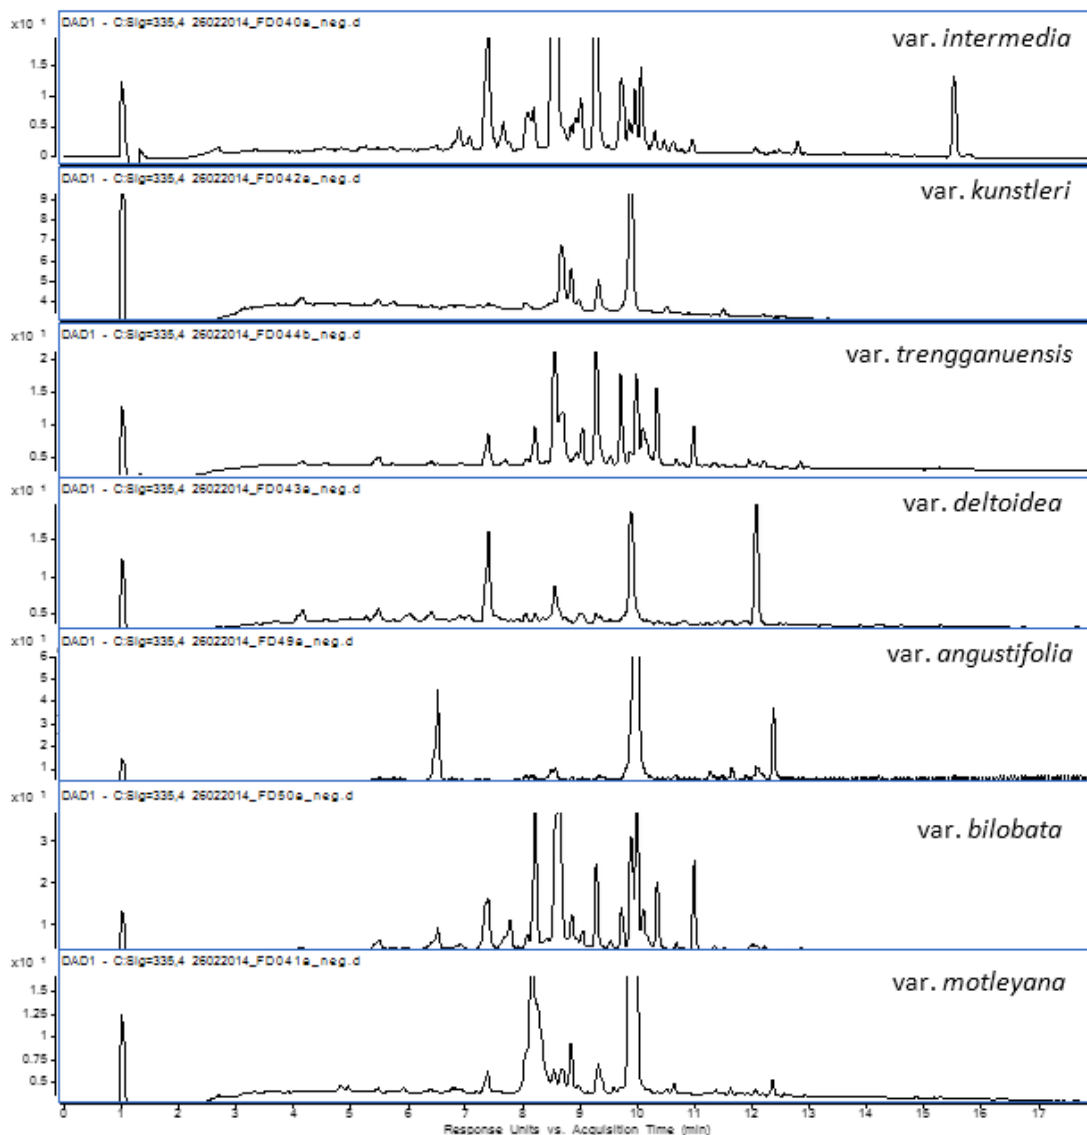 x10 1 DAD1 - C:Sig=335,4 26022014_FD040a_neg.d
var. intermedia
1.5
1
0.5
0
DAD1 - C:Sig=335,4 26022014_FD042a_neg.d
var. kunstleri
9
8
7
6
5
4
x10 1 DAD1 - C:Sig=335,4 26022014_FD044b_neg.d
var. trengganuensis
2
1.5
1
0.5
x10 1 DAD1 - C:Sig=335,4 26022014_FD043a_neg.d
var. deltoidea
1.5
1
0.5
x10 1 DAD1 - C:Sig=335,4 26022014_FD49a_neg.d
var. angustifolia
6
5
4
3
2
1
x10 1 DAD1 - C:Sig=335,4 26022014_FD50a_neg.d
var. bilobata
3
2
1
x10 1 DAD1 - C:Sig=335,4 26022014_FD041a_neg.d
var. motleyana
1.5
1.25
1
0.75
0.5
0 1 2 3 4 5 6 7 8 9 10 11 12 13 14 15 16 17
Response Units vs. Acquisition Time (min)